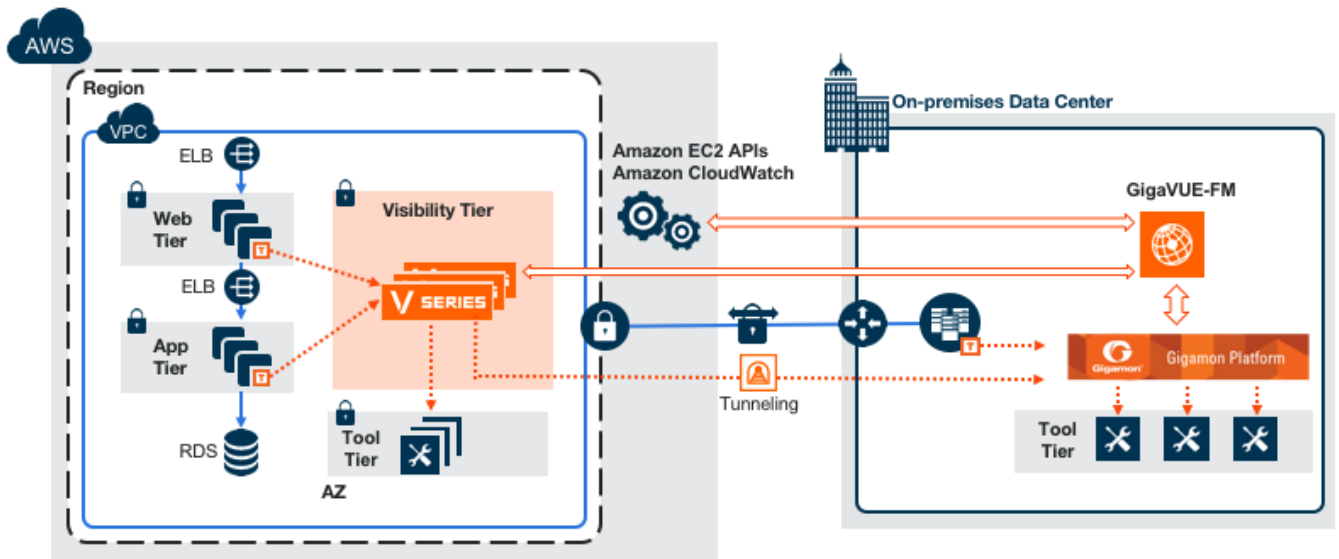 AWS
Region
VPC
ELB
Web
Tier
T
ELB
App
Tier
T
RDS
Visibility Tier
V SERIES
Tool
Tier
AZ
Amazon EC2 APIs
Amazon CloudWatch
Tunneling
On-premises Data Center
GigaVUE-FM
T
G
Gigamon®
Gigamon Platform
Tool
Tier